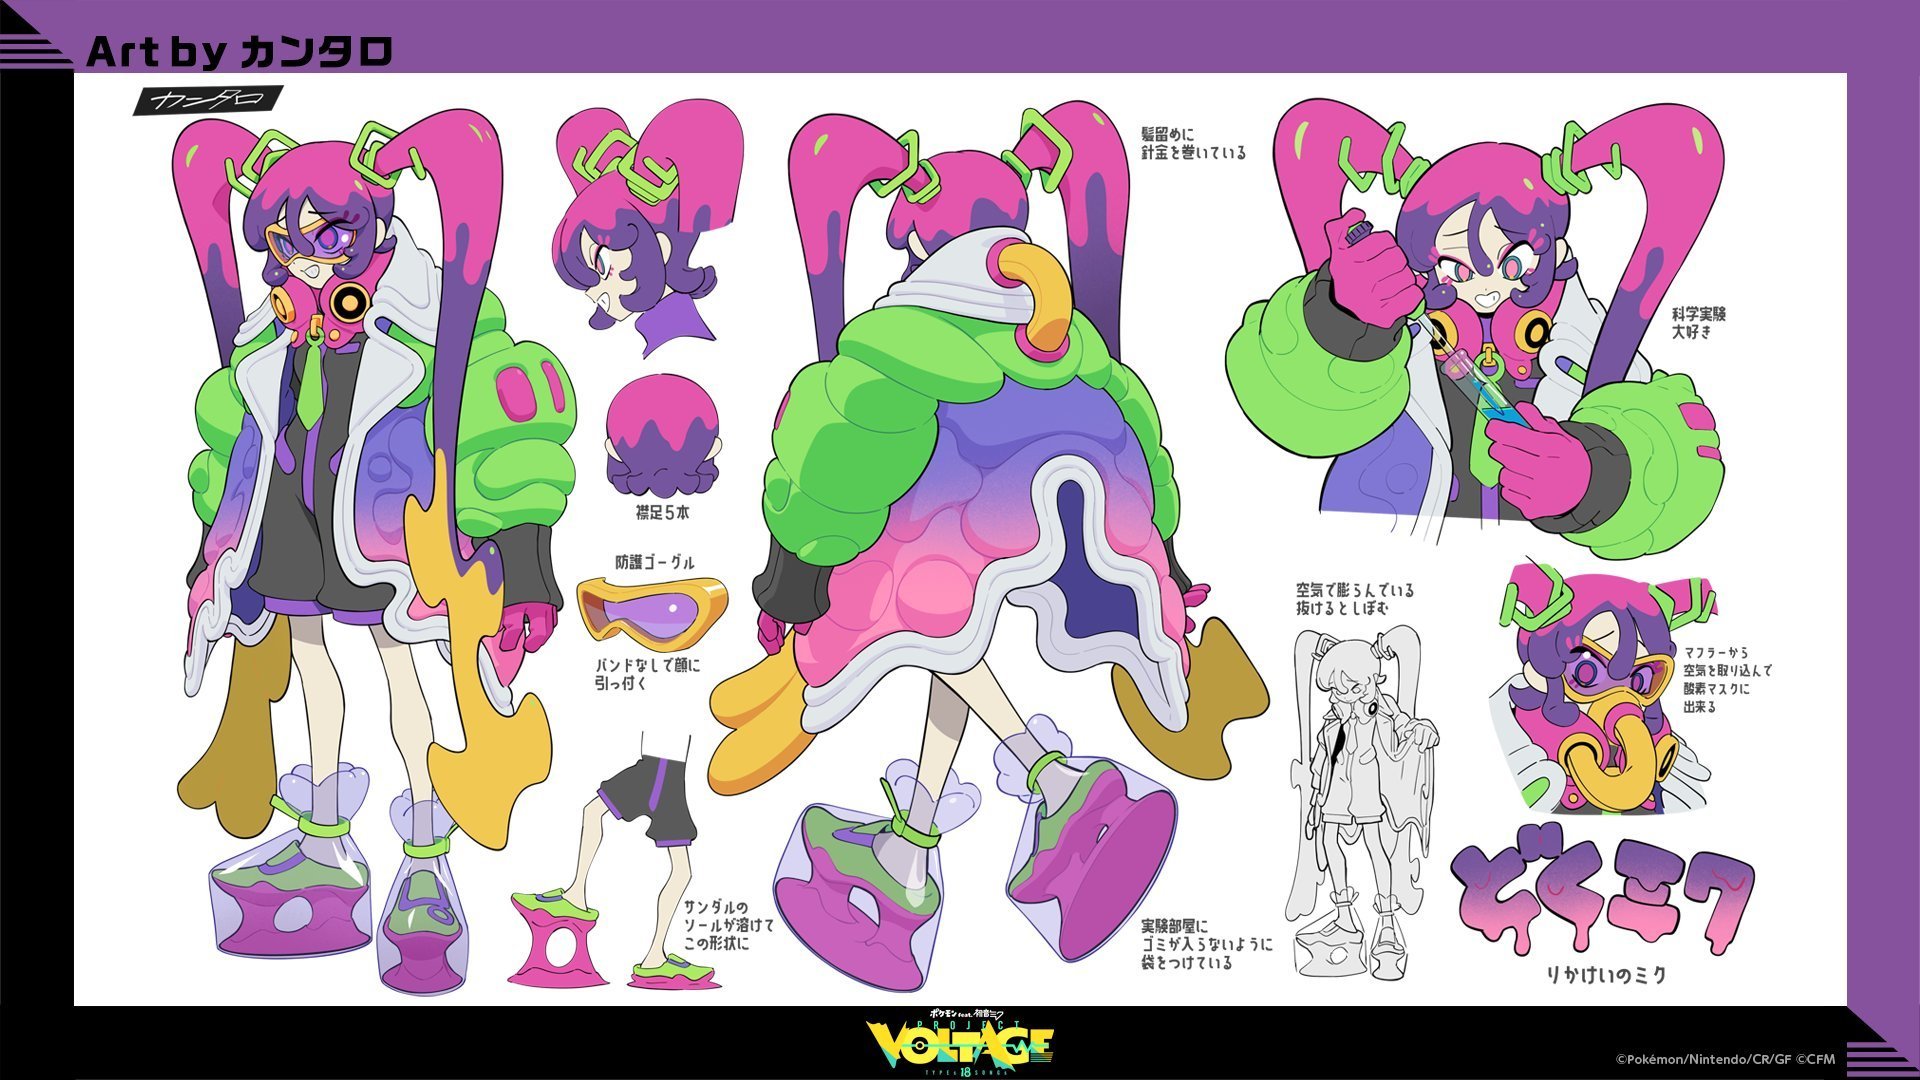 Art by カンタロ
カンタロ
髪留めに
針金を巻いている
科学実験
大好き
襟足5本
防護ゴーグル
バンドなしで顔に
引っ付く
空気で膨らんでいる
抜けるとしぼむ
マフラーから
空気を取り込んで
酸素マスクに
出来る
サンダルの
ソールが溶けて
この形状に
実験部屋に
ゴミが入らないように
袋をつけている
どくミク
りかけいのミク
ポケモン feat. 初音ミク
PROJECT
VOLTAGE
TYPES 18 SONGS
©Pokémon/Nintendo/CR/GF ©CFM